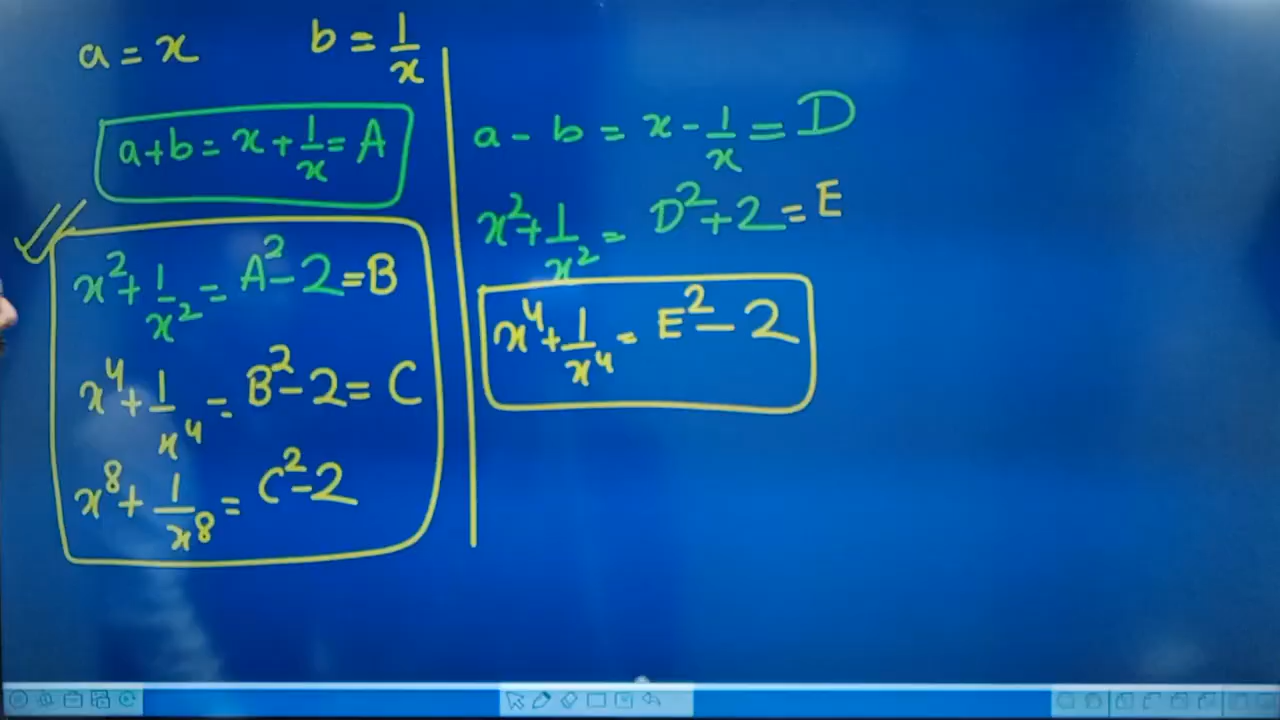 a = x b = 1/x
a+b = x + 1/x = A
x² + 1/x² = A² - 2 = B
x⁴ + 1/x⁴ = B² - 2 = C
x⁸ + 1/x⁸ = C² - 2
a - b = x - 1/x = D
x² + 1/x² = D² + 2 = E
x⁴ + 1/x⁴ = E² - 2